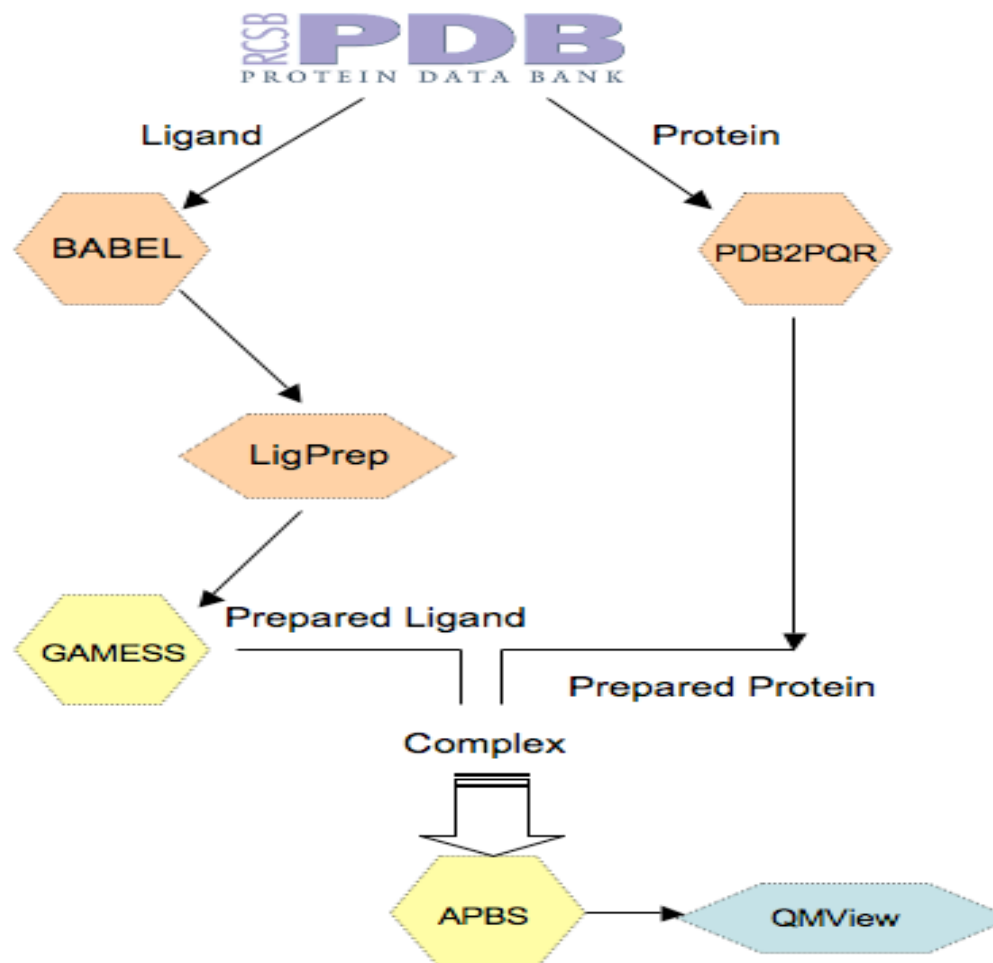 RCSB
PDB
PROTEIN DATA BANK
Ligand
Protein
BABEL
PDB2PQR
LigPrep
Prepared Ligand
GAMESS
Prepared Protein
Complex
APBS
QMView